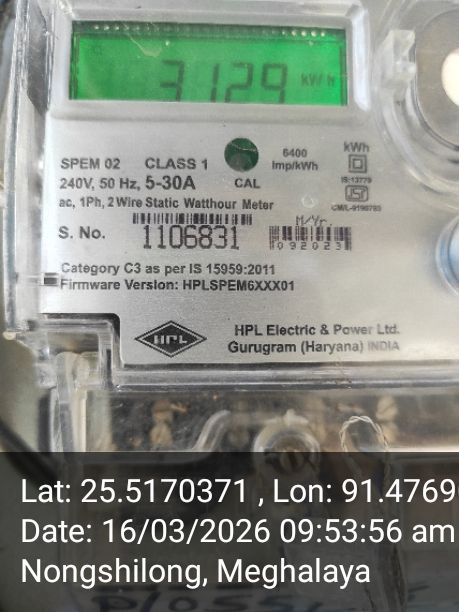 3129 kWh
SPEM 02 CLASS 1 6400 imp/kWh kWh
240V, 50 Hz, 5-30A CAL IS:13779
ac, 1Ph, 2 Wire Static Watthour Meter
M/Yr.
S. No. 1106831 092023
Category C3 as per IS 15959:2011
Firmware Version: HPLSPEM6XXX01
HPL
HPL Electric & Power Ltd.
Gurugram (Haryana) INDIA
Lat: 25.5170371 , Lon: 91.4769
Date: 16/03/2026 09:53:56 am
Nongshilong, Meghalaya